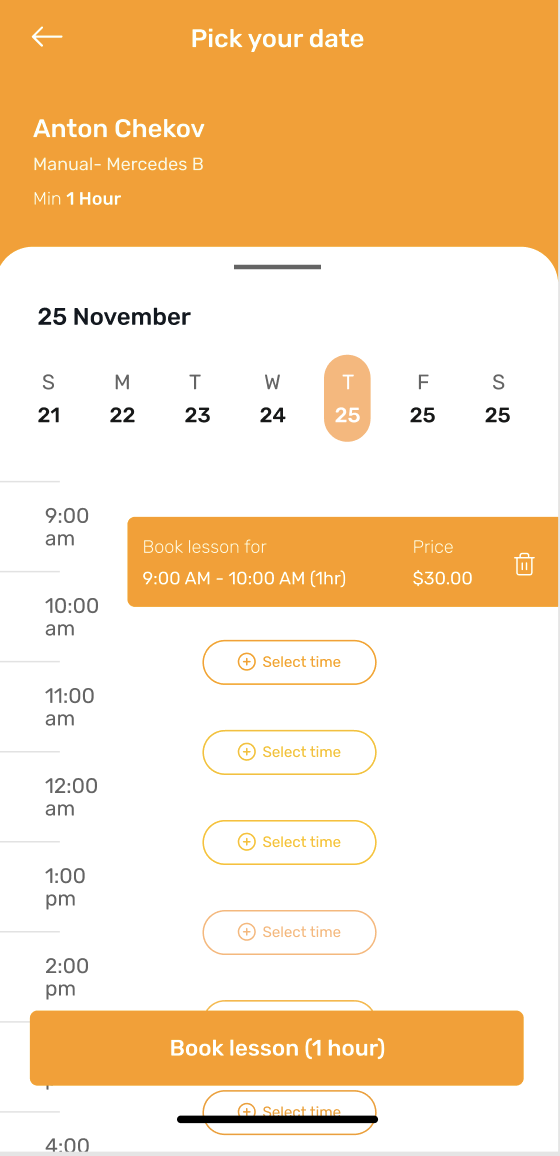 Pick your date
Anton Chekov
Manual- Mercedes B
Min 1 Hour
25 November
S M T W T F S
21 22 23 24 25 25 25
9:00 am
Book lesson for Price
9:00 AM - 10:00 AM (1hr) $30.00
10:00 am
Select time
11:00 am
Select time
12:00 am
Select time
1:00 pm
Select time
2:00 pm
Book lesson (1 hour)
Select time
4:00